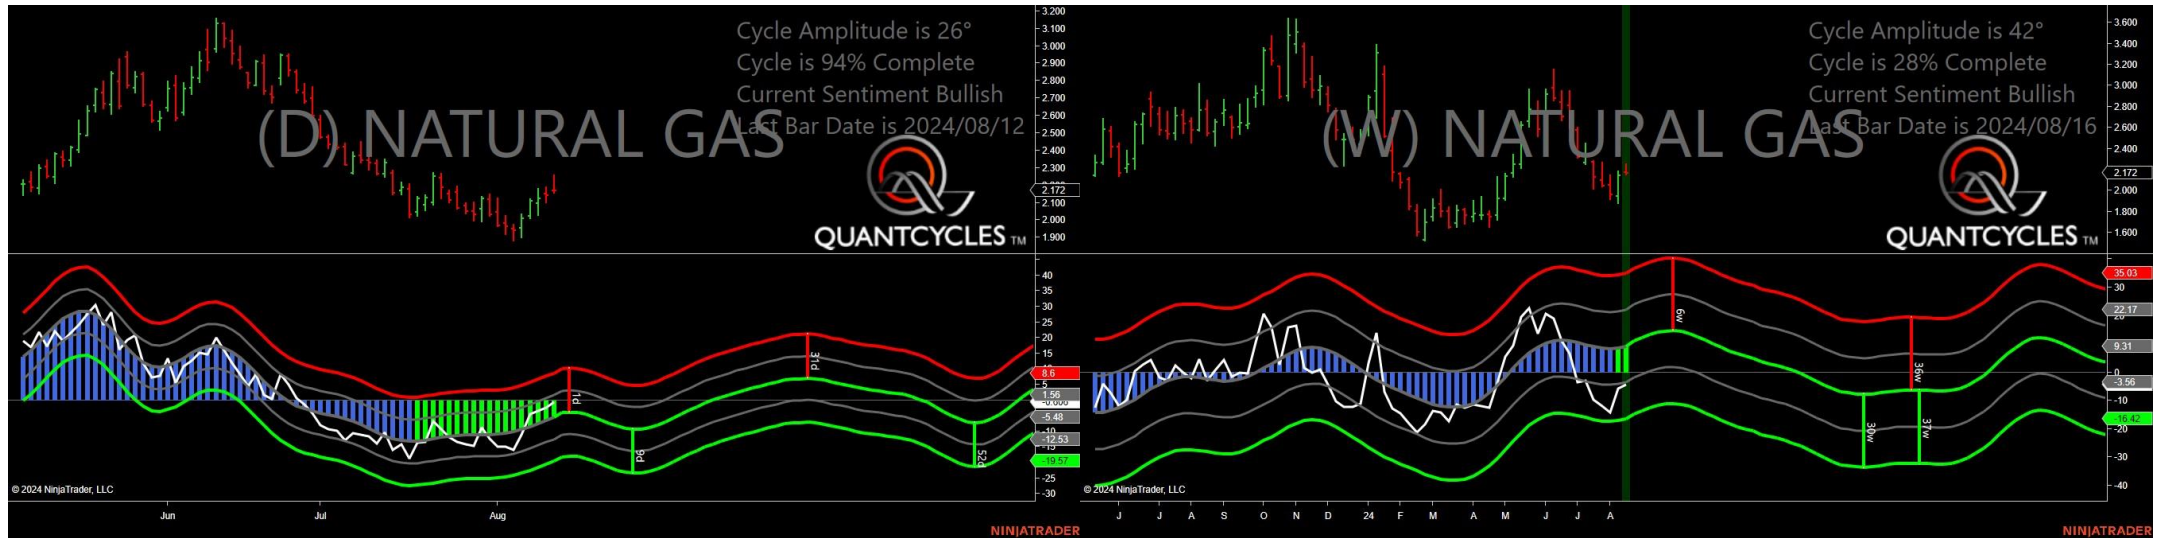 Cycle Amplitude is 26°
Cycle is 94% Complete
Current Sentiment Bullish
Last Bar Date is 2024/08/12
(D) NATURAL GAS
QUANTCYCLES TM
3.200
3.100
3.000
2.900
2.800
2.700
2.600
2.500
2.400
2.300
2.172
2.100
2.000
1.900
40
35
30
25
20
15
8.6
5
1.56
-5.48
-12.53
-19.57
-25
-30
1d
9d
31d
52d
© 2024 NinjaTrader, LLC
Jun Jul Aug
NINJATRADER
Cycle Amplitude is 42°
Cycle is 28% Complete
Current Sentiment Bullish
Last Bar Date is 2024/08/16
(W) NATURAL GAS
QUANTCYCLES TM
3.600
3.400
3.200
3.000
2.800
2.600
2.400
2.172
2.000
1.800
1.600
35.03
30
22.17
9.31
0
-3.56
-10
-16.42
-20
-30
-40
6w
30w
36w
37w
© 2024 NinjaTrader, LLC
J J A S O N D 24 F M A M J J A
NINJATRADER